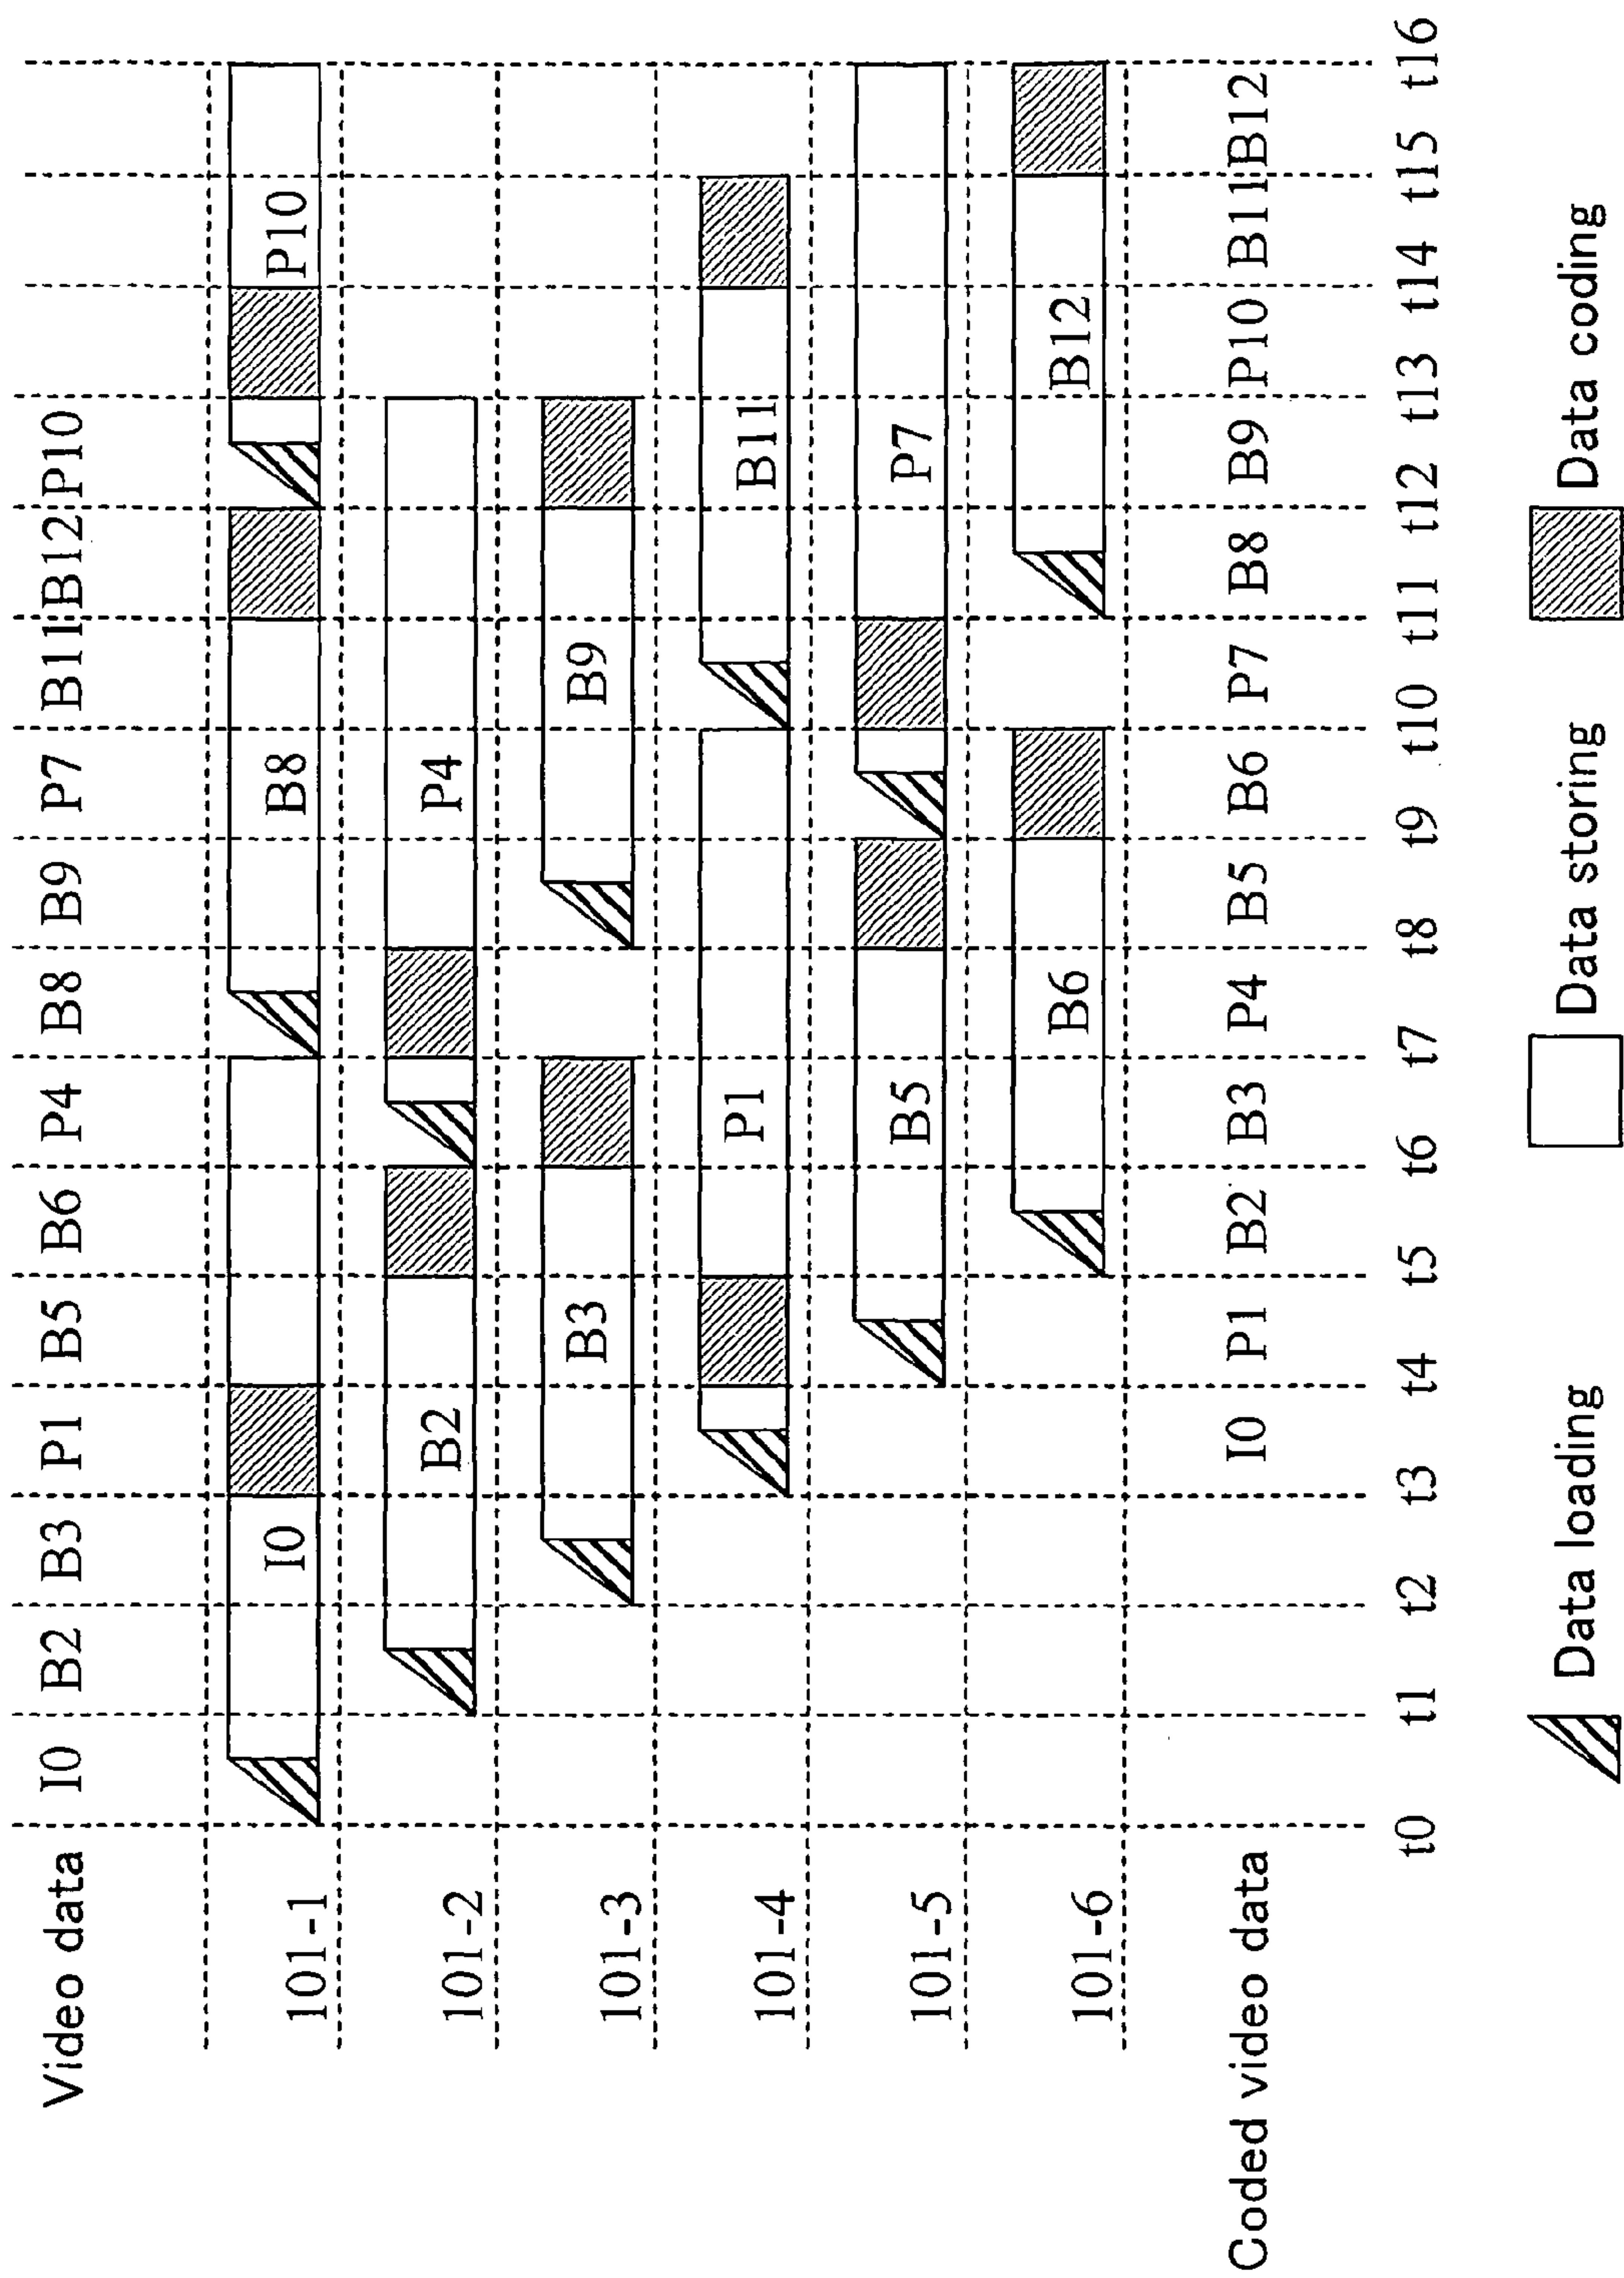 Video data I0 B2 B3 P1 B5 B6 P4 B8 B9 P7 B11 B12 P10
101-1 I0 B8 P10
101-2 B2 P4
101-3 B3 B9
101-4 P1 B11
101-5 B5 P7
101-6 B6 B12
Coded video data I0 P1 B2 B3 P4 B5 B6 P7 B8 B9 P10 B11 B12
t0 t1 t2 t3 t4 t5 t6 t7 t8 t9 t10 t11 t12 t13 t14 t15 t16
Data loading Data storing Data coding